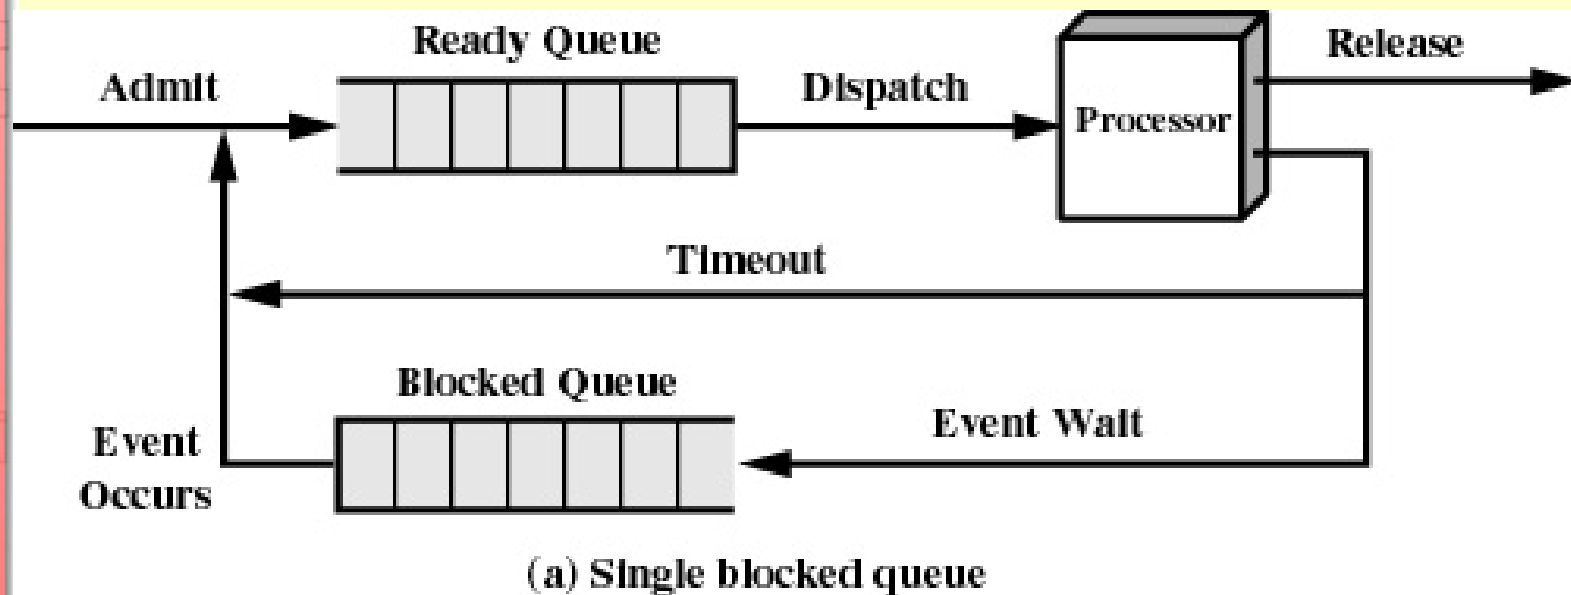 Ready Queue
Release
Admit
Dispatch
Processor
Timeout
Blocked Queue
Event Wait
Event
Occurs
(a) Single blocked queue